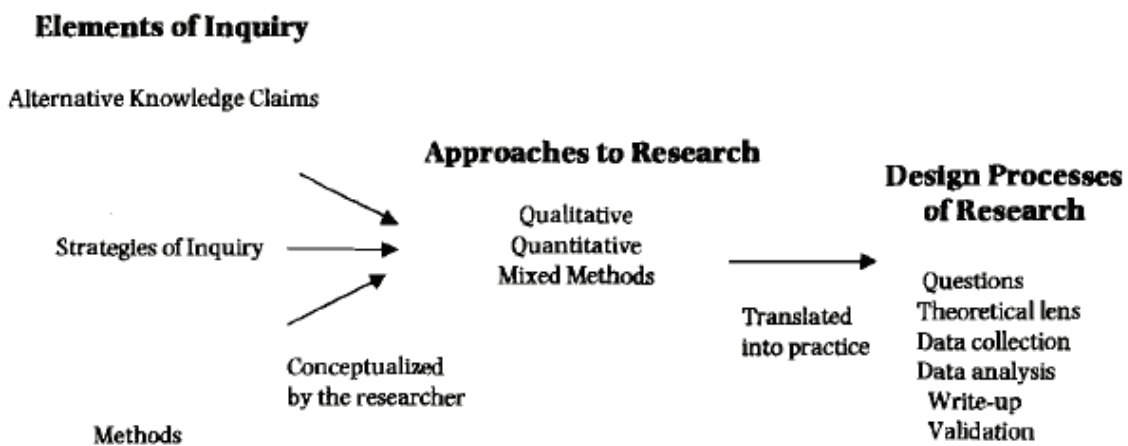 Elements of Inquiry
Alternative Knowledge Claims
Strategies of Inquiry
Methods
Conceptualized
by the researcher
Approaches to Research
Qualitative
Quantitative
Mixed Methods
Translated
into practice
Design Processes
of Research
Questions
Theoretical lens
Data collection
Data analysis
Write-up
Validation